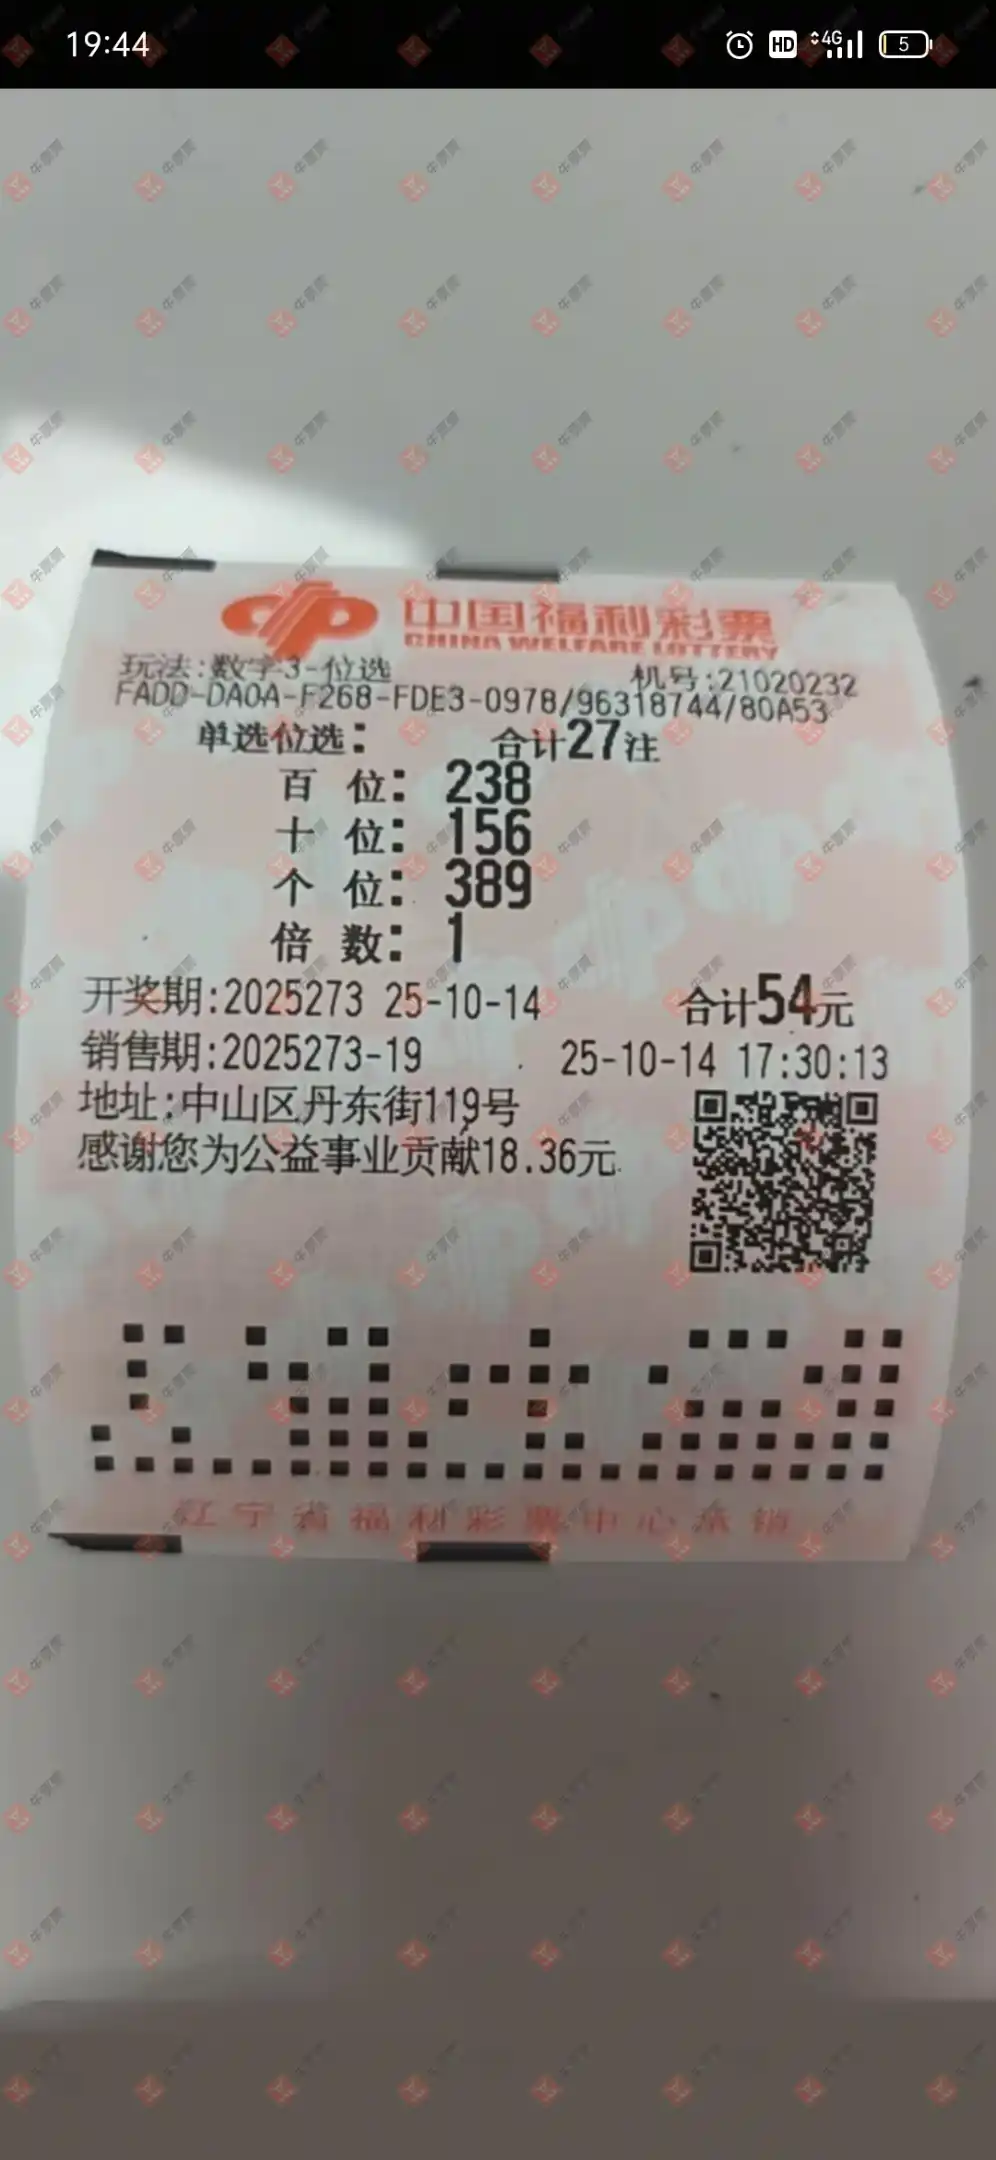 19:44
HD 4G 5
中国福利彩票
CHINA WELFARE LOTTERY
玩法:数字3-位选 机号:21020232
FADD-DA0A-F268-FDE3-0978/96318744/80A53
单选位选: 合计27注
百 位: 238
十 位: 156
个 位: 389
倍 数: 1
开奖期:2025273 25-10-14 合计54元
销售期:2025273-19 25-10-14 17:30:13
地址:中山区丹东街119号
感谢您为公益事业贡献18.36元
辽宁省福利彩票中心承销